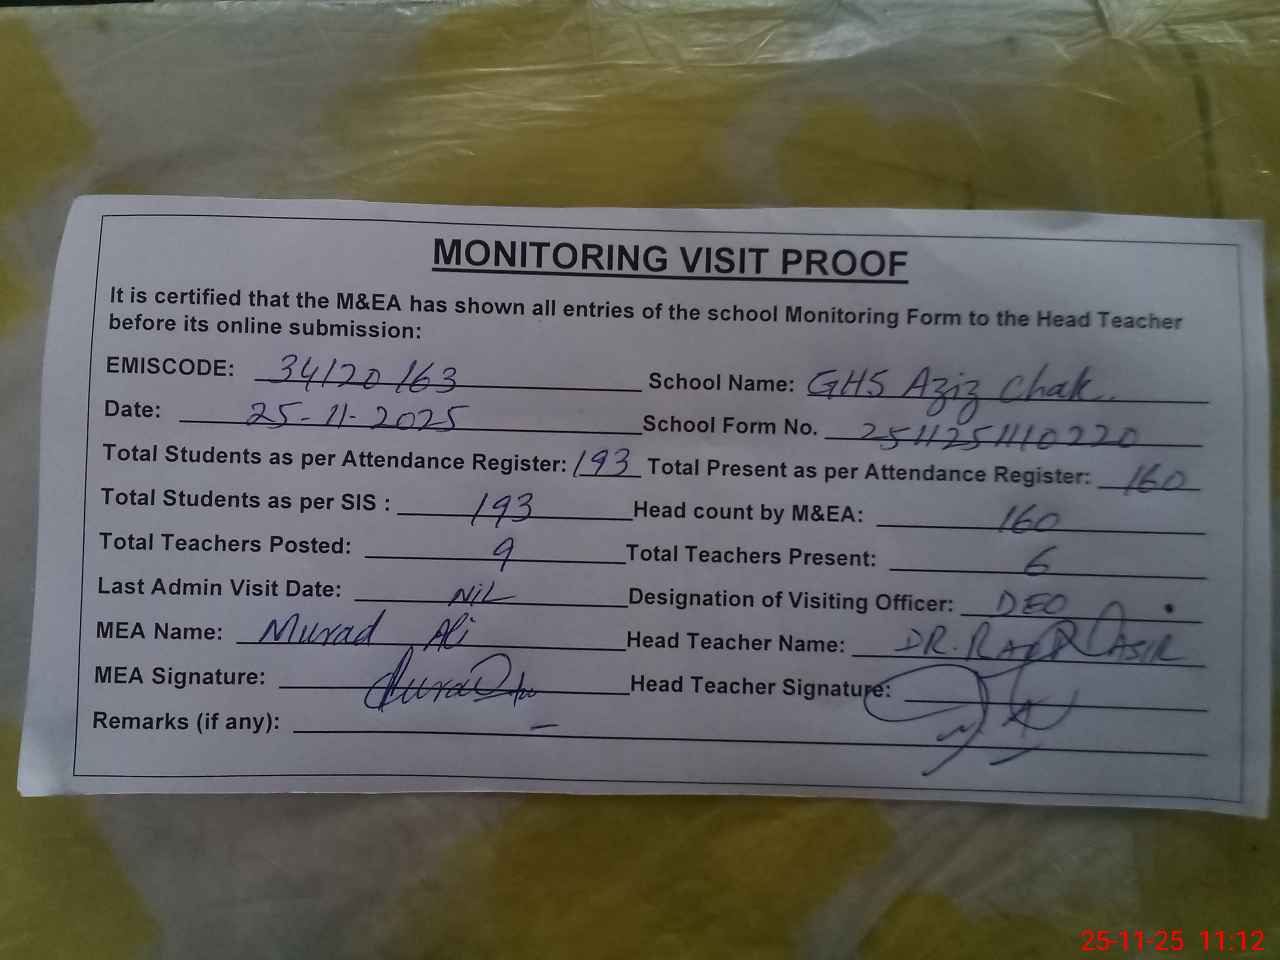 MONITORING VISIT PROOF
It is certified that the M&EA has shown all entries of the school Monitoring Form to the Head Teacher
before its online submission:
EMISCODE: 34120163 School Name: GHS Aziz Chak.
Date: 25-11-2025 School Form No. 2511251110220
Total Students as per Attendance Register: 193 Total Present as per Attendance Register: 160
Total Students as per SIS : 193 Head count by M&EA: 160
Total Teachers Posted: 9 Total Teachers Present: 6
Last Admin Visit Date: NiL Designation of Visiting Officer: DEO
MEA Name: Murad Ali Head Teacher Name: DR.
MEA Signature: Head Teacher Signature:
Remarks (if any): –
25-11-25 11:12